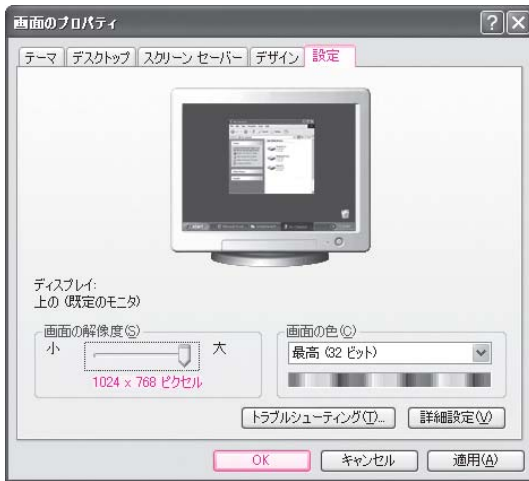 画面のプロパティ
テーマ デスクトップ スクリーン セーバー デザイン 設定
ディスプレイ:
上の (既定のモニタ)
画面の解像度(S)
小 大
1024 x 768 ピクセル
画面の色(C)
最高 (32 ビット)
トラブルシューティング(T)... 詳細設定(V)
OK キャンセル 適用(A)